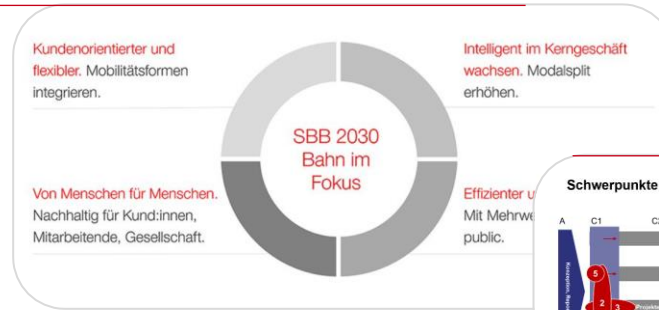 Kundenorientierter und
flexibler. Mobilitätsformen
integrieren.
Intelligent im Kerngeschäft
wachsen. Modalsplit
erhöhen.
SBB 2030
Bahn im
Fokus
Von Menschen für Menschen.
Nachhaltig für Kund:innen,
Mitarbeitende, Gesellschaft.
Effizienter
Mit
public.
Schwerpunkte
A C1
5
2
3